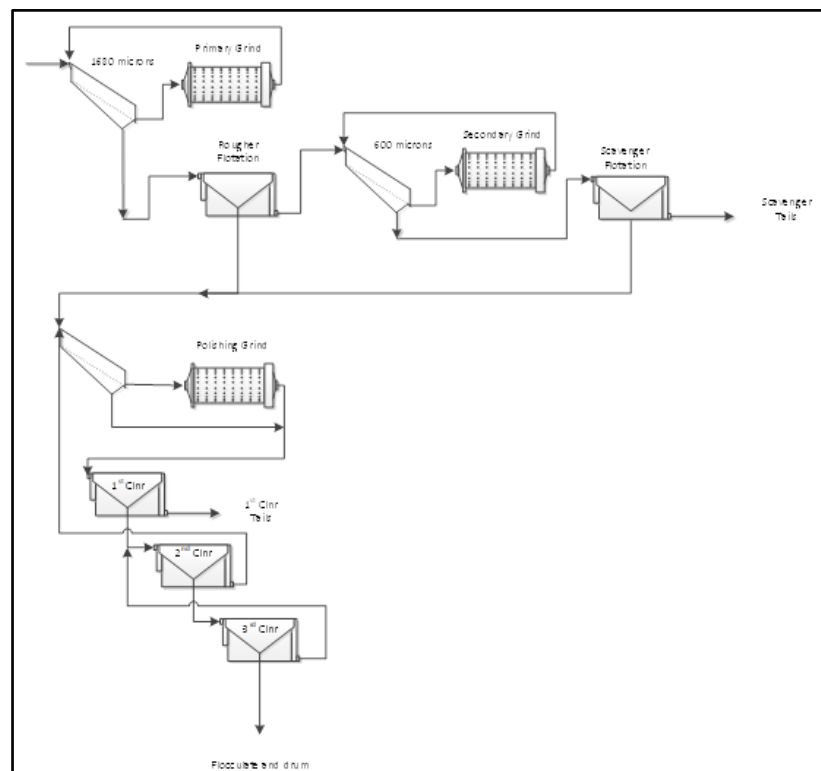 Primary Grind
1680 microns
Rougher
Flotation
600 microns
Secondary Grind
Scavenger
Flotation
Scavenger
Tails
Polishing Grind
1st Clnr
1st Clnr
Tails
2nd Clnr
3rd Clnr
Flocculate and drum